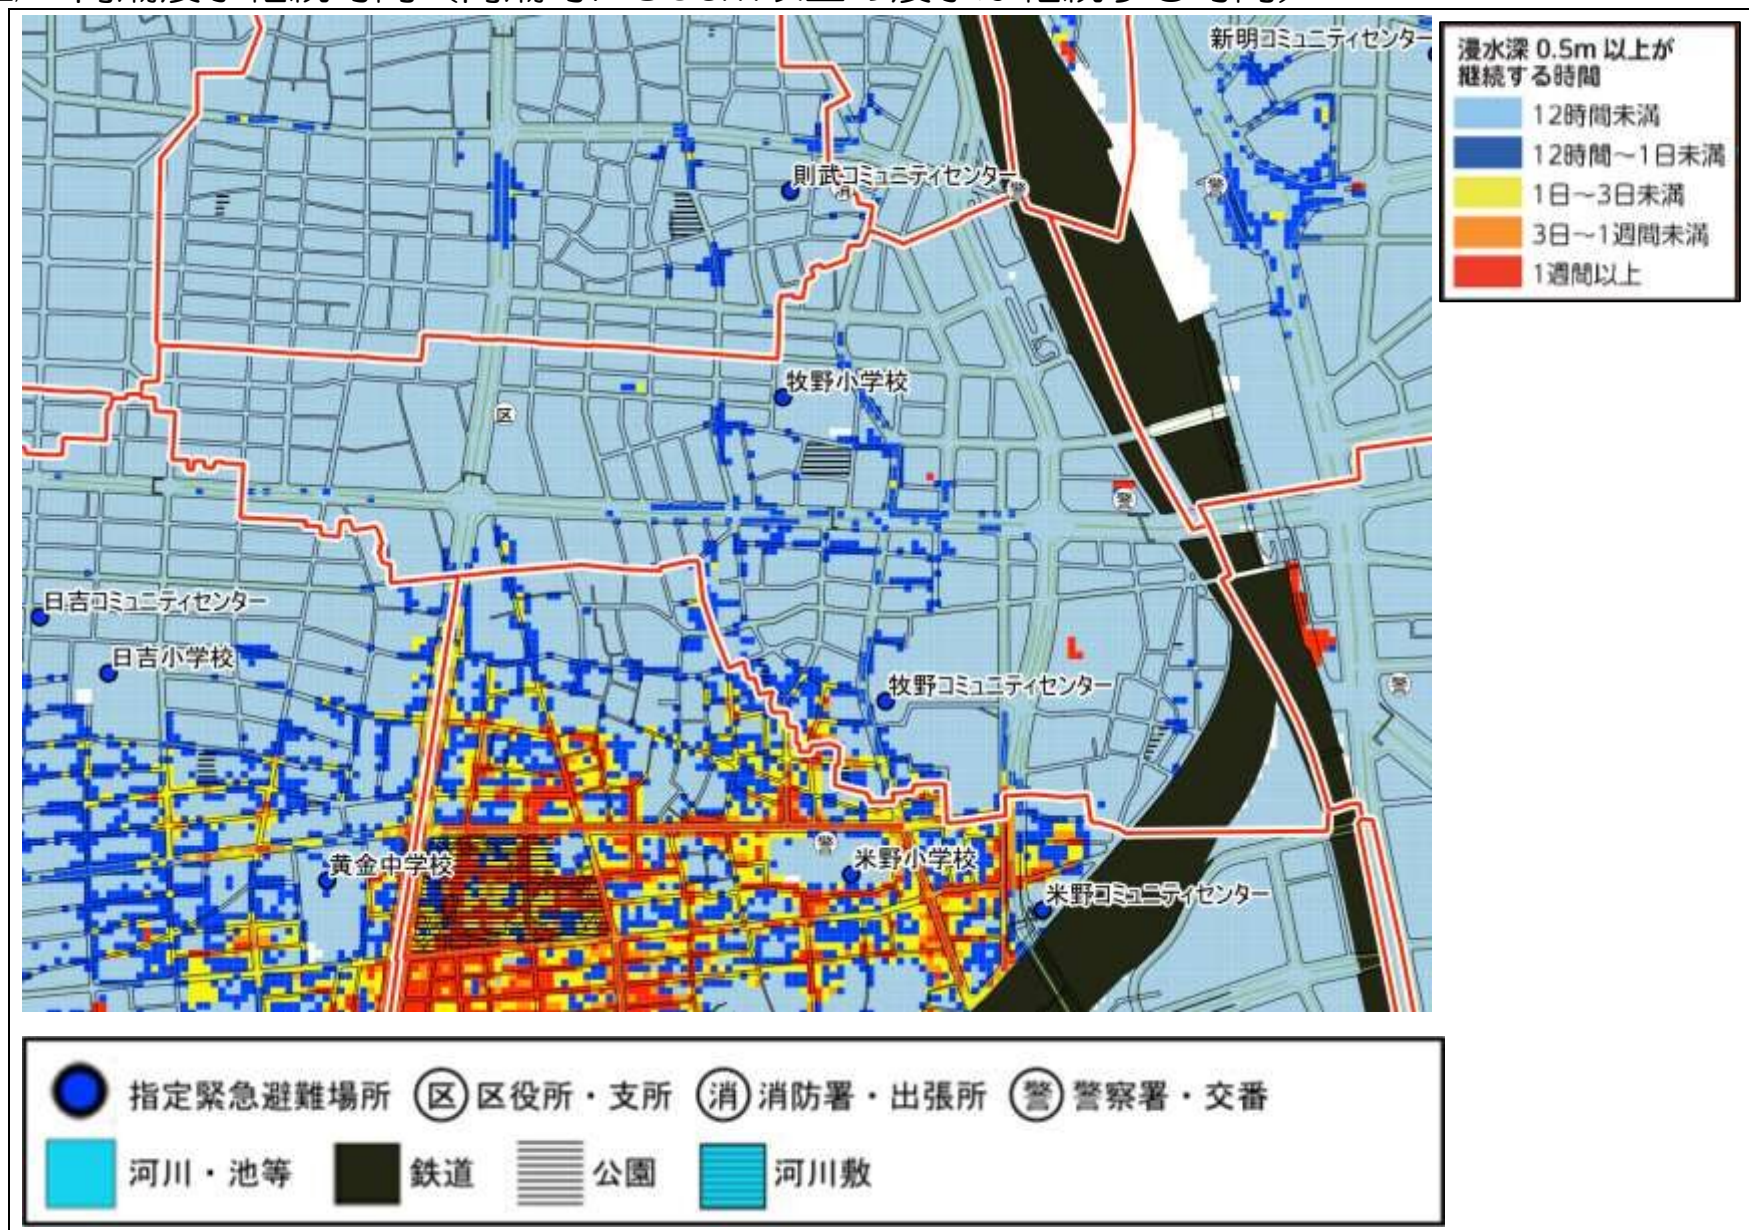 新明コミュニティセンター
則武コミュニティセンター
消
警
警
牧野小学校
区
警
日吉コミュニティセンター
日吉小学校
牧野コミュニティセンター
警
警
黄金中学校
米野小学校
米野コミュニティセンター
浸水深 0.5m 以上が
継続する時間
12時間未満
12時間～1日未満
1日～3日未満
3日～1週間未満
1週間以上
指定緊急避難場所 区 区役所・支所 消 消防署・出張所 警 警察署・交番
河川・池等 鉄道 公園 河川敷